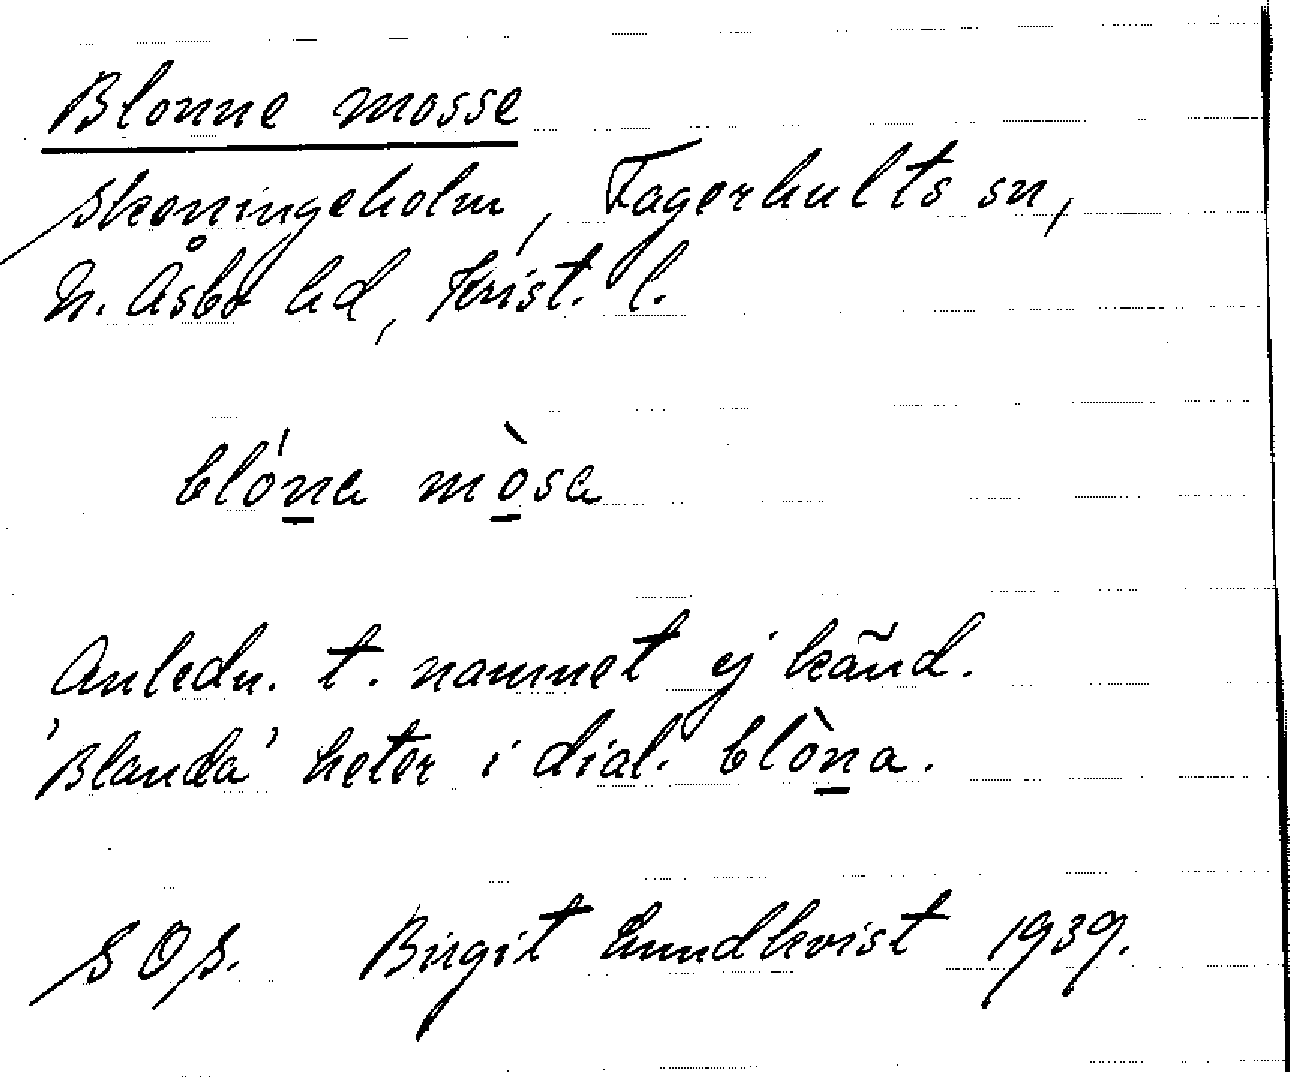 Blonne mosse
Skeningeholm, Fagerhults sn,
N. Åsbo hd, Krist. l.
blóna mòsa
Anledn. t. namnet ej känd.
'Blanda' heter i dial. blòna.
S O S. Birgit Lundkvist 1939.